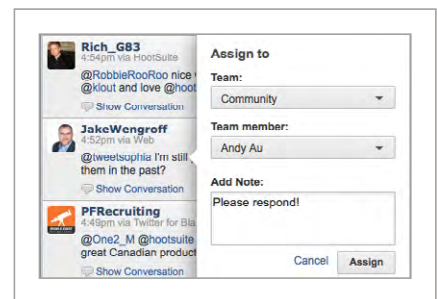 Rich_G83
4:54pm via HootSuite
@RobbieRooRoo nice
@klout and love @hoot
Show Conversation
JakeWengroff
4:52pm via Web
@tweetsophia I'm still
them in the past?
Show Conversation
PFRecruiting
4:49pm via Twitter for Bla
@One2_M @hootsuite
great Canadian product
Show Conversation
Assign to
Team:
Community
Team member:
Andy Au
Add Note:
Please respond!
Cancel
Assign